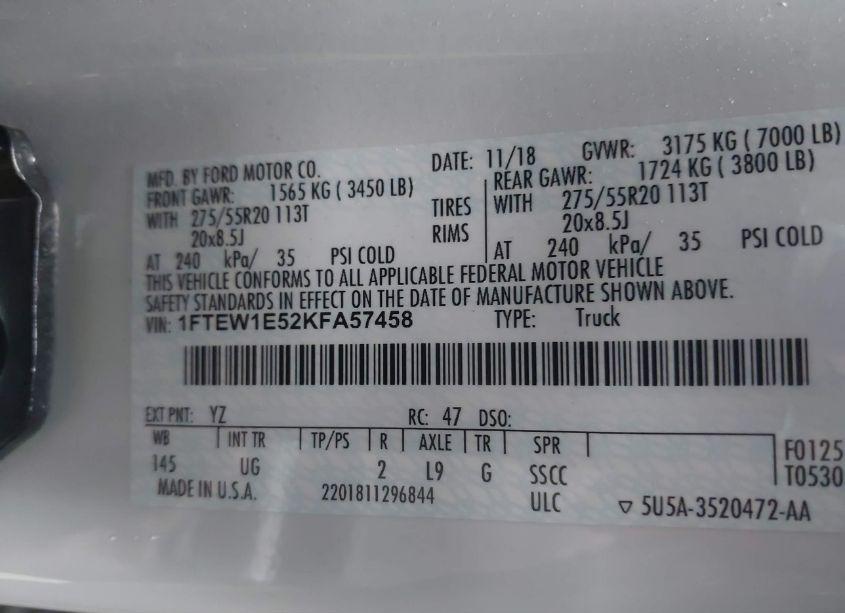 MFD. BY FORD MOTOR CO. DATE: 11/18 GVWR: 3175 KG ( 7000 LB)
FRONT GAWR: 1565 KG ( 3450 LB) REAR GAWR: 1724 KG ( 3800 LB)
WITH 275/55R20 113T TIRES WITH 275/55R20 113T
20x8.5J RIMS 20x8.5J
AT 240 kPa/ 35 PSI COLD AT 240 kPa/ 35 PSI COLD
THIS VEHICLE CONFORMS TO ALL APPLICABLE FEDERAL MOTOR VEHICLE
SAFETY STANDARDS IN EFFECT ON THE DATE OF MANUFACTURE SHOWN ABOVE.
VIN: 1FTEW1E52KFA57458 TYPE: Truck
EXT PNT: YZ RC: 47 DSO:
WB INT TR TP/PS R AXLE TR SPR F0125
145 UG 2 L9 G SSCC T0530
MADE IN U.S.A. 2201811296844 ULC ▽ 5U5A-3520472-AA